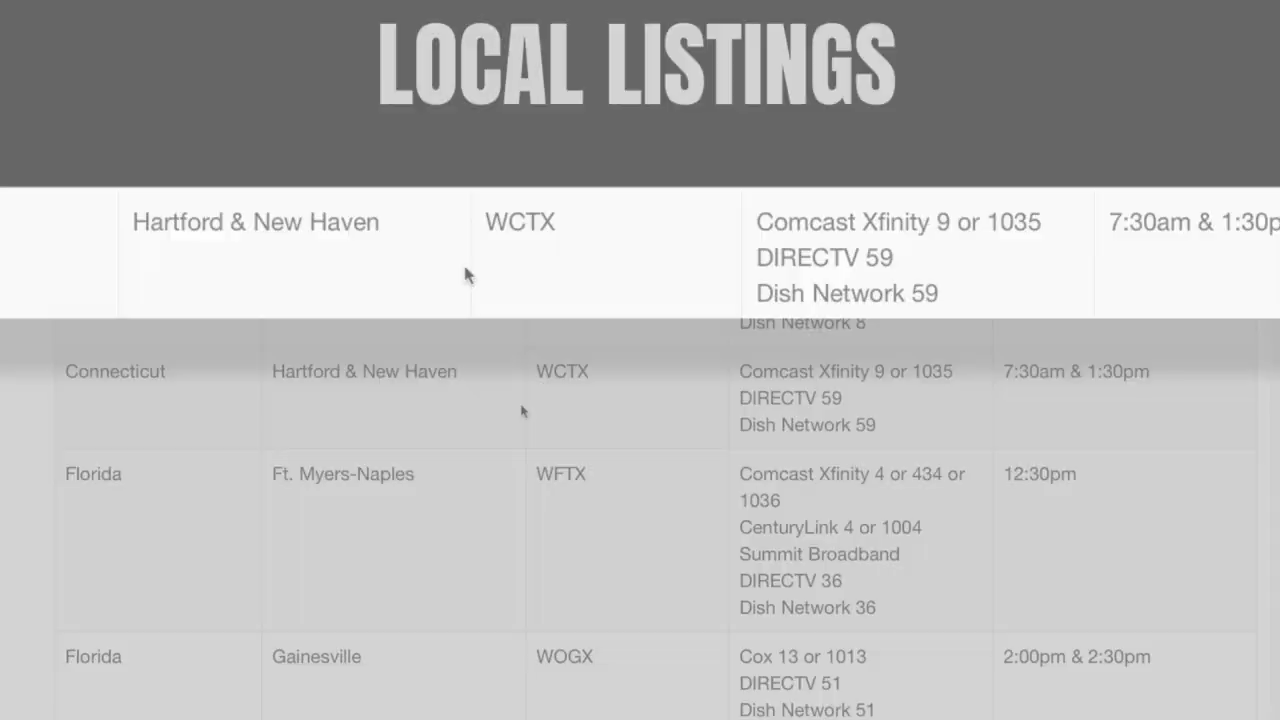 LOCAL LISTINGS
Hartford & New Haven WCTX Comcast Xfinity 9 or 1035 7:30am & 1:30p
DIRECTV 59
Dish Network 59
Dish Network 8
Connecticut Hartford & New Haven WCTX Comcast Xfinity 9 or 1035 7:30am & 1:30pm
DIRECTV 59
Dish Network 59
Florida Ft. Myers-Naples WFTX Comcast Xfinity 4 or 434 or 12:30pm
1036
CenturyLink 4 or 1004
Summit Broadband
DIRECTV 36
Dish Network 36
Florida Gainesville WOGX Cox 13 or 1013 2:00pm & 2:30pm
DIRECTV 51
Dish Network 51